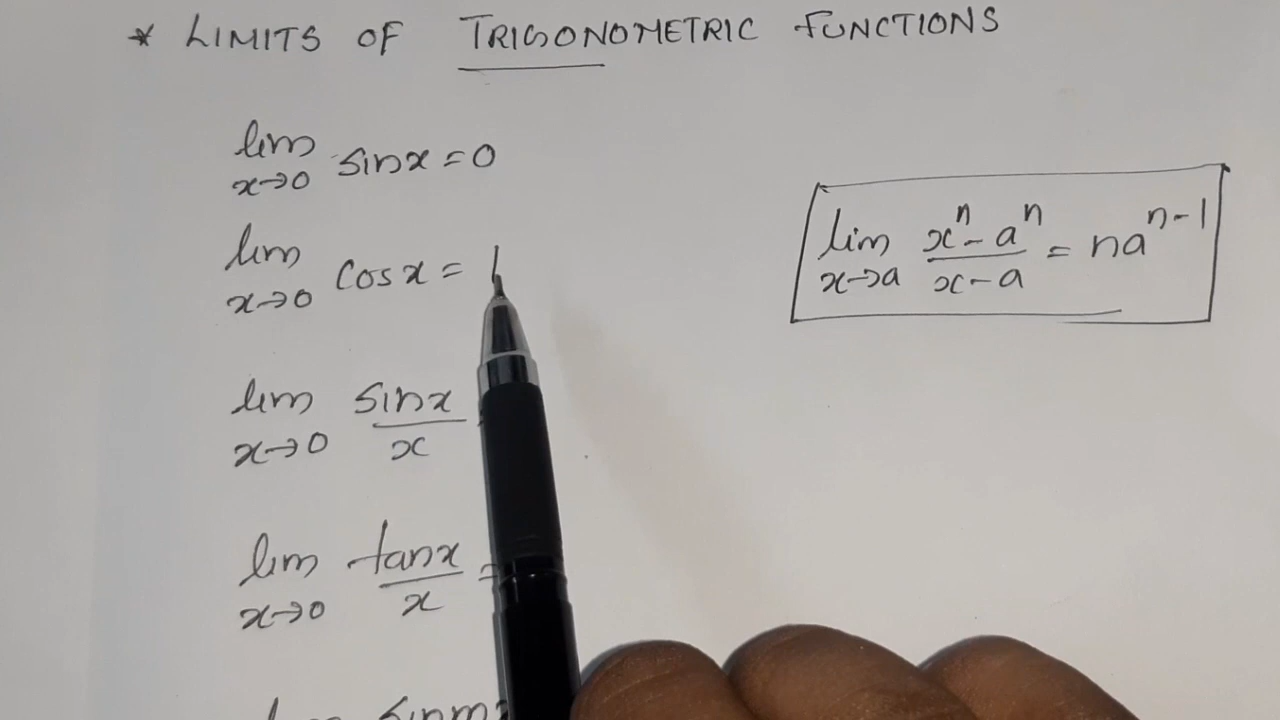 * LIMITS OF TRIGONOMETRIC FUNCTIONS
lim x→0 sinx = 0
lim x→0 cosx = 1
lim x→a (x^n - a^n)/(x-a) = na^(n-1)
lim x→0 sinx/x
lim x→0 tanx/x =